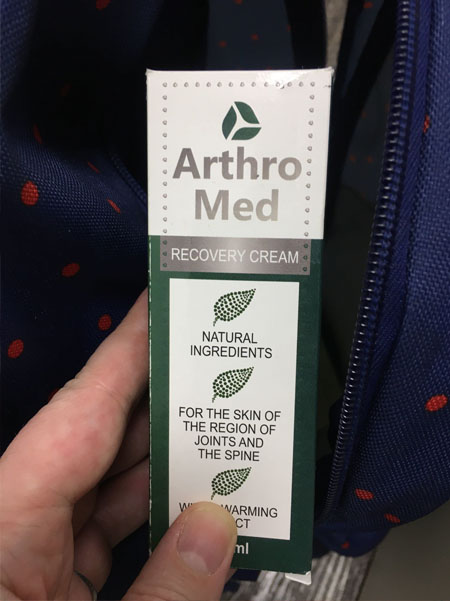 Arthro
Med
RECOVERY CREAM
NATURAL
INGREDIENTS
FOR THE SKIN OF
THE REGION OF
JOINTS AND
THE SPINE
WARMING
ml